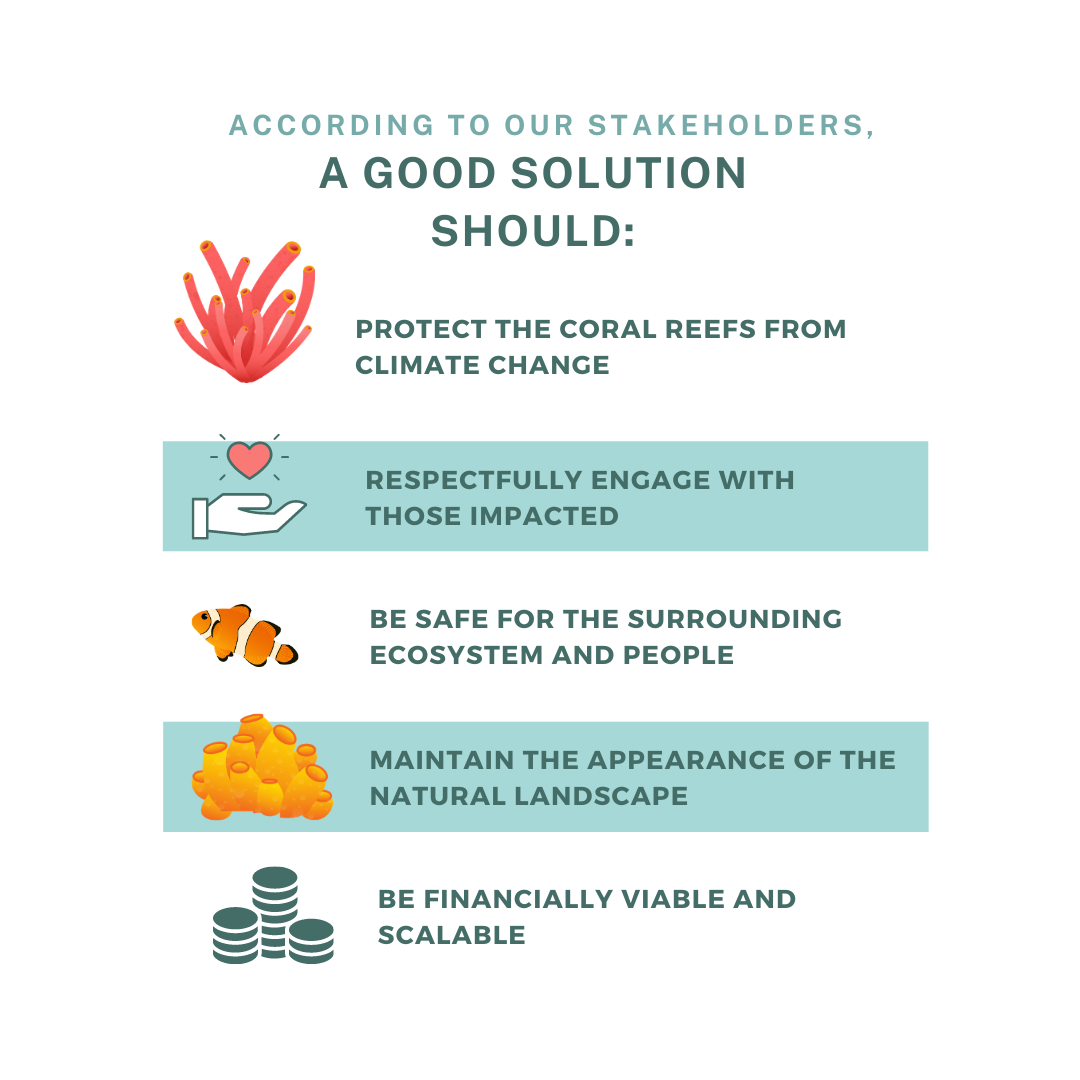 ACCORDING TO OUR STAKEHOLDERS,
A GOOD SOLUTION
SHOULD:
PROTECT THE CORAL REEFS FROM
CLIMATE CHANGE
RESPECTFULLY ENGAGE WITH
THOSE IMPACTED
BE SAFE FOR THE SURROUNDING
ECOSYSTEM AND PEOPLE
MAINTAIN THE APPEARANCE OF THE
NATURAL LANDSCAPE
BE FINANCIALLY VIABLE AND
SCALABLE